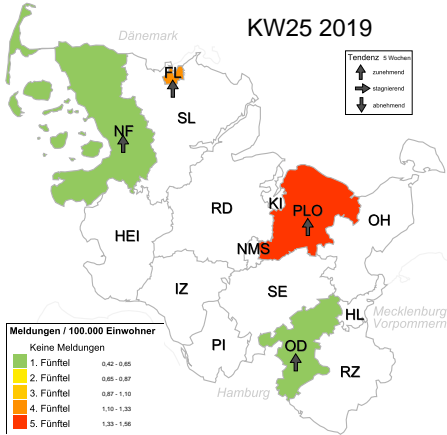 KW25 2019
Dänemark
Tendenz 5 Wochen
zunehmend
stagnierend
abnehmend
FL
SL
NF
RD
KI
PLO
OH
HEI
NMS
IZ
SE
HL
Mecklenburg
Vorpommern
PI
OD
RZ
Hamburg
Meldungen / 100.000 Einwohner
Keine Meldungen
1. Fünftel 0,42 - 0,65
2. Fünftel 0,65 - 0,87
3. Fünftel 0,87 - 1,10
4. Fünftel 1,10 - 1,33
5. Fünftel 1,33 - 1,56